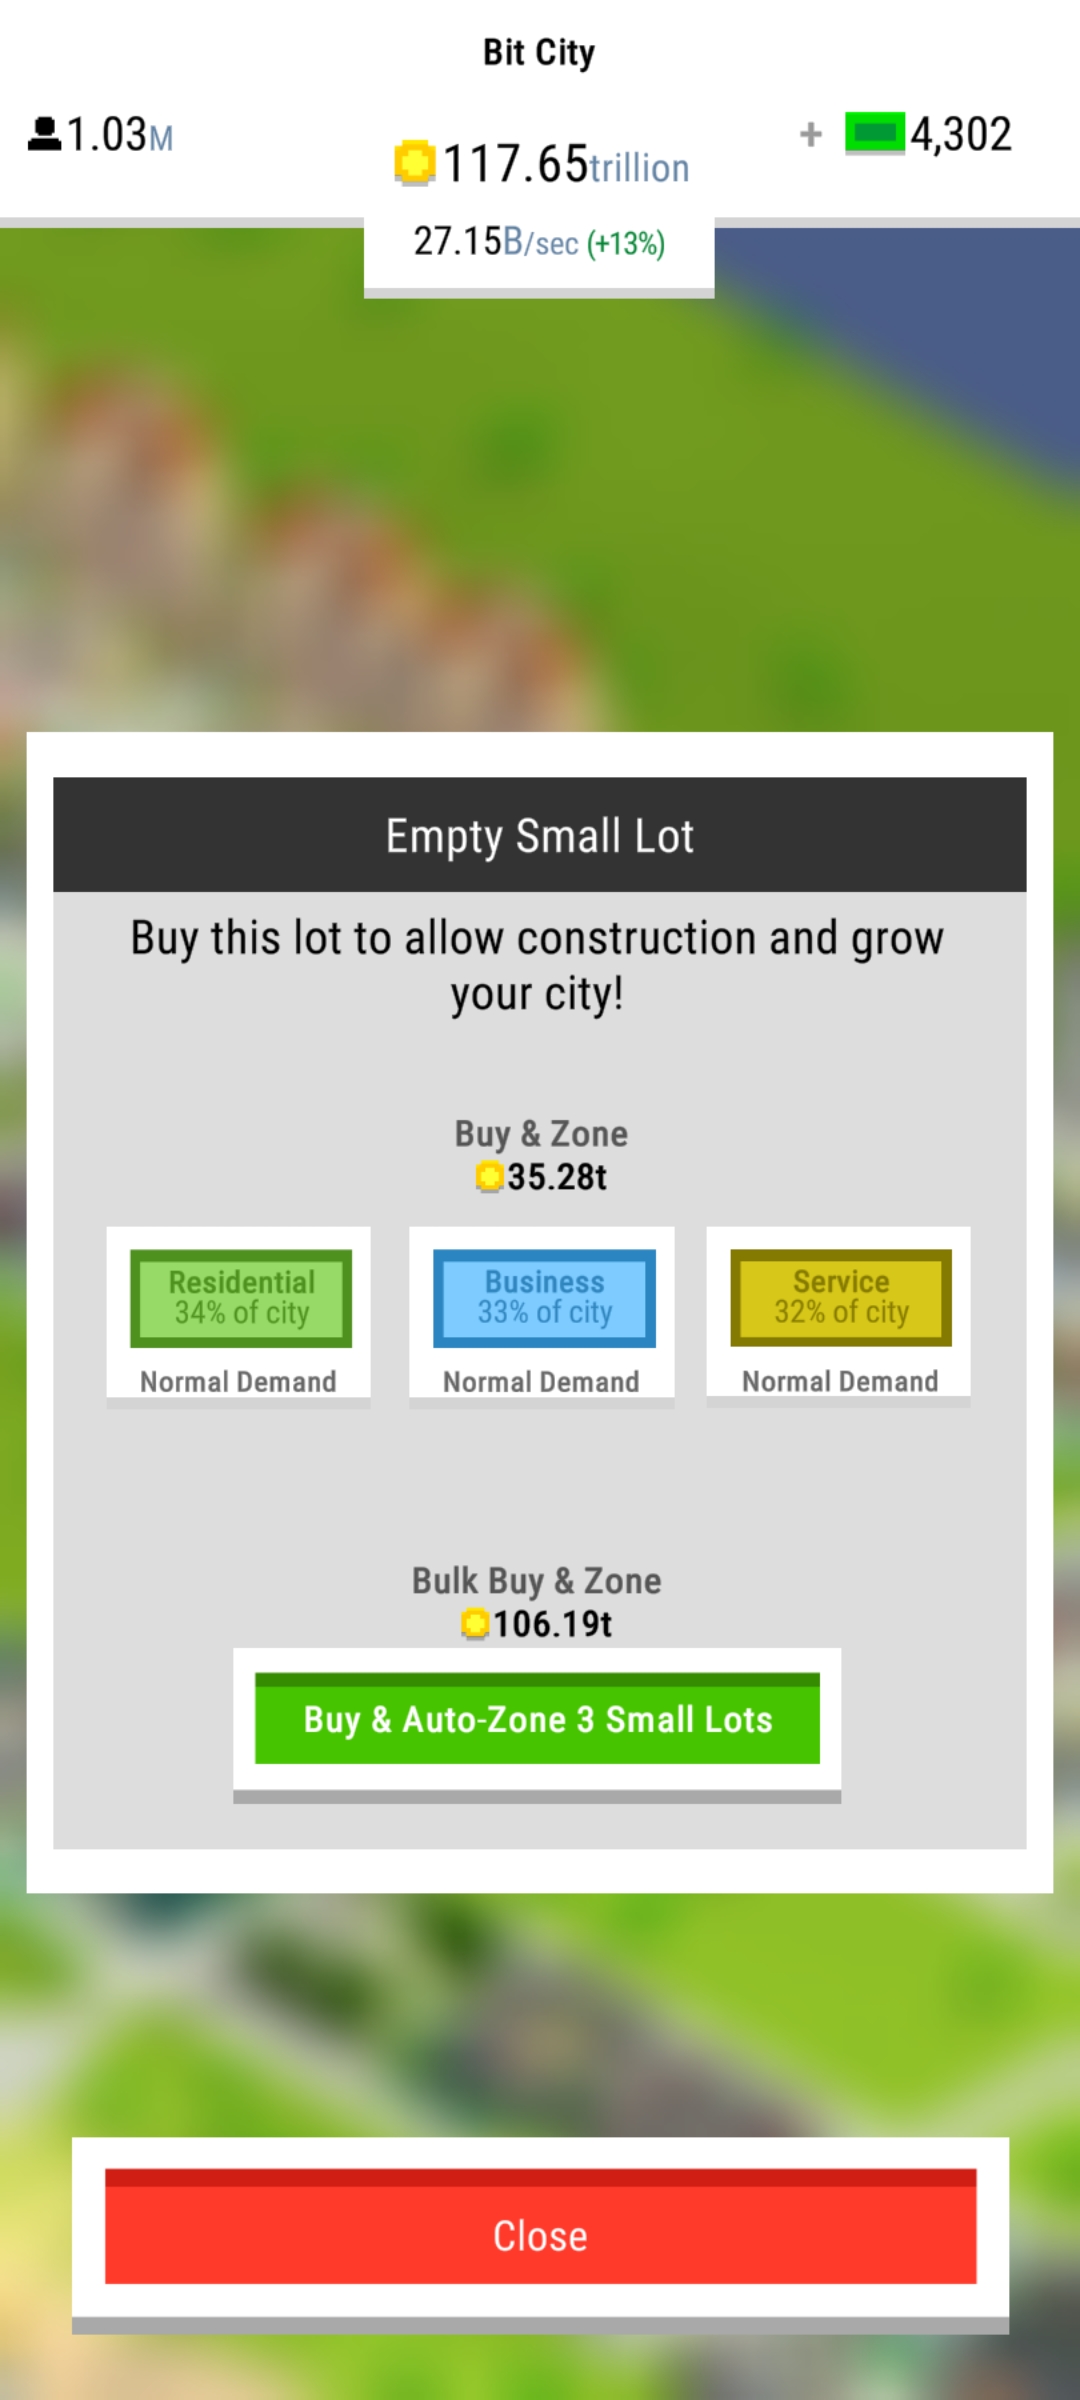 Bit City
1.03M
117.65trillion
+ 4,302
27.15B/sec (+13%)
Empty Small Lot
Buy this lot to allow construction and grow
your city!
Buy & Zone
35.28t
Residential
34% of city
Normal Demand
Business
33% of city
Normal Demand
Service
32% of city
Normal Demand
Bulk Buy & Zone
106.19t
Buy & Auto-Zone 3 Small Lots
Close